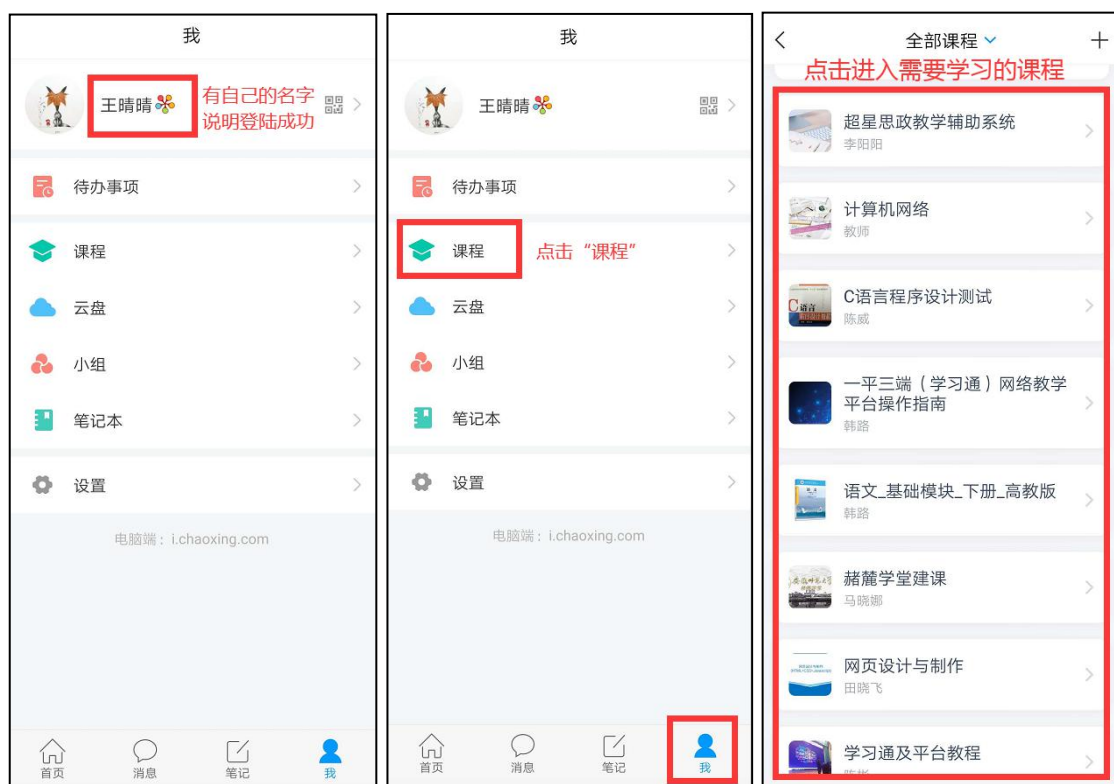 我
王晴晴
有自己的名字
说明登陆成功
待办事项
课程
云盘
小组
笔记本
设置
电脑端：i.chaoxing.com
首页
消息
笔记
我
我
王晴晴
待办事项
课程
点击“课程”
云盘
小组
笔记本
设置
电脑端：i.chaoxing.com
首页
消息
笔记
我
全部课程
点击进入需要学习的课程
超星思政教学辅助系统
李阳阳
计算机网络
教师
C语言程序设计测试
陈威
一平三端（学习通）网络教学
平台操作指南
韩路
语文_基础模块_下册_高教版
韩路
赭麓学堂建课
马晓娜
网页设计与制作
田晓飞
学习通及平台教程